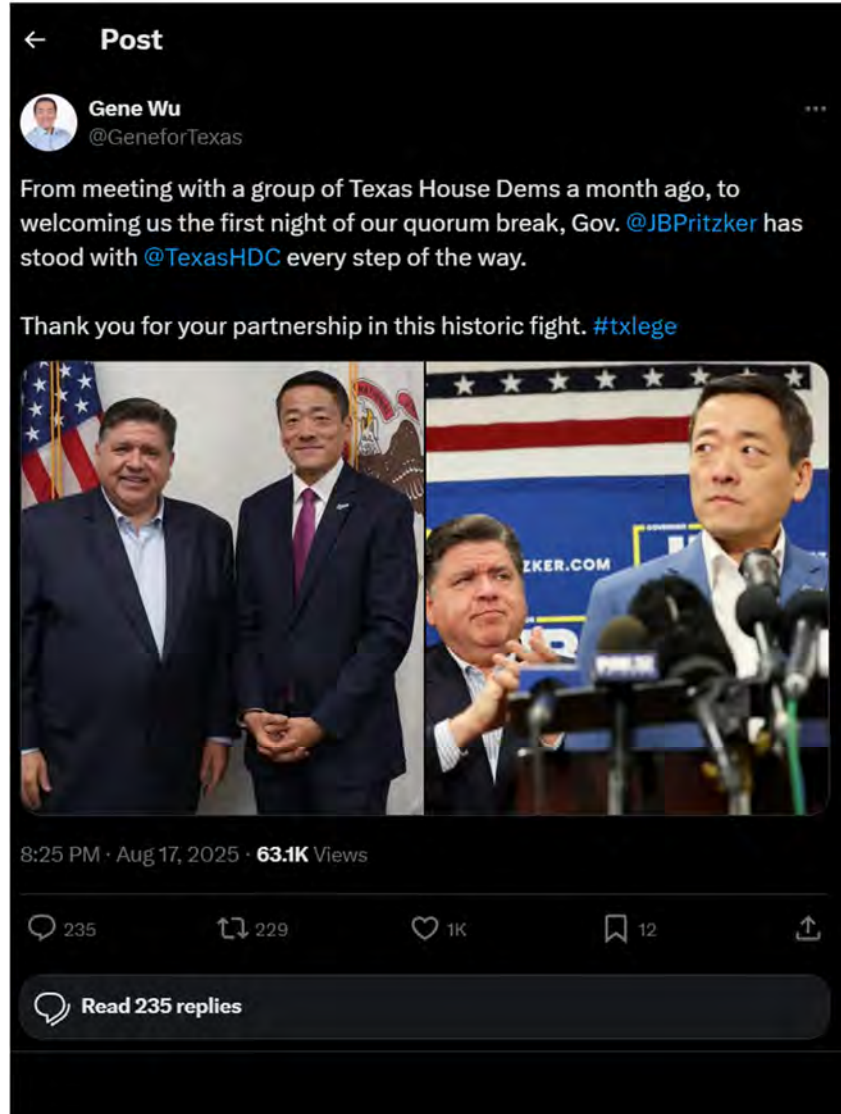 Post
Gene Wu
@GeneforTexas
From meeting with a group of Texas House Dems a month ago, to
welcoming us the first night of our quorum break, Gov. @JBPritzker has
stood with @TexasHDC every step of the way.
Thank you for your partnership in this historic fight. #txlege
ZKER.COM
GOVERNOR
8:25 PM · Aug 17, 2025 · 63.1K Views
235 229 1K 12
Read 235 replies